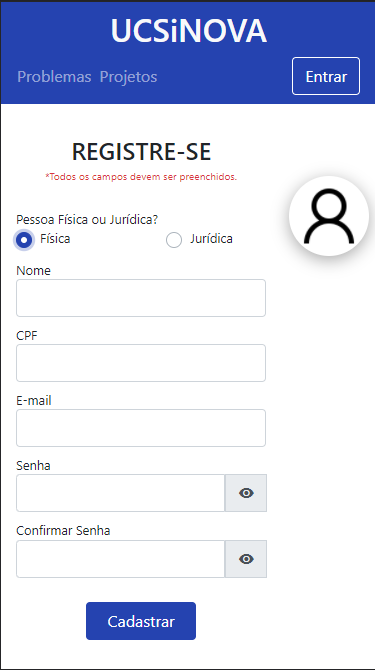 UCSiNOVA
Problemas Projetos Entrar
REGISTRE-SE
*Todos os campos devem ser preenchidos.
Pessoa Física ou Jurídica?
Física Jurídica
Nome
CPF
E-mail
Senha
Confirmar Senha
Cadastrar